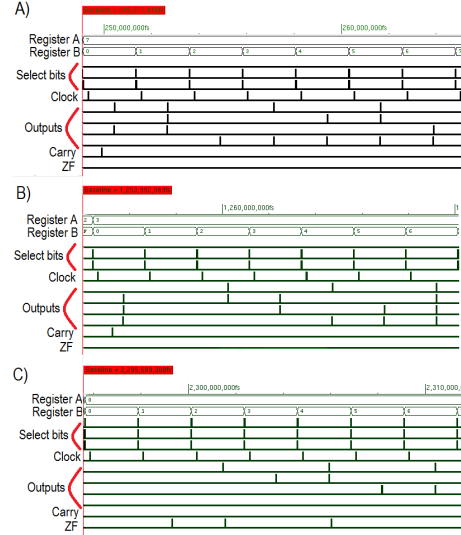 A)
250,000,000fs 260,000,000fs
Register A 7
Register B 0 1 2 3 4 5 6
Select bits
Clock
Outputs
Carry
ZF
B)
1,260,000,000fs
Register A 2 3
Register B 0 1 2 3 4 5 6
Select bits
Clock
Outputs
Carry
ZF
C)
2,300,000,000fs 2,310,000,00
Register A 8
Register B 0 1 2 3 4 5 6
Select bits
Clock
Outputs
Carry
ZF